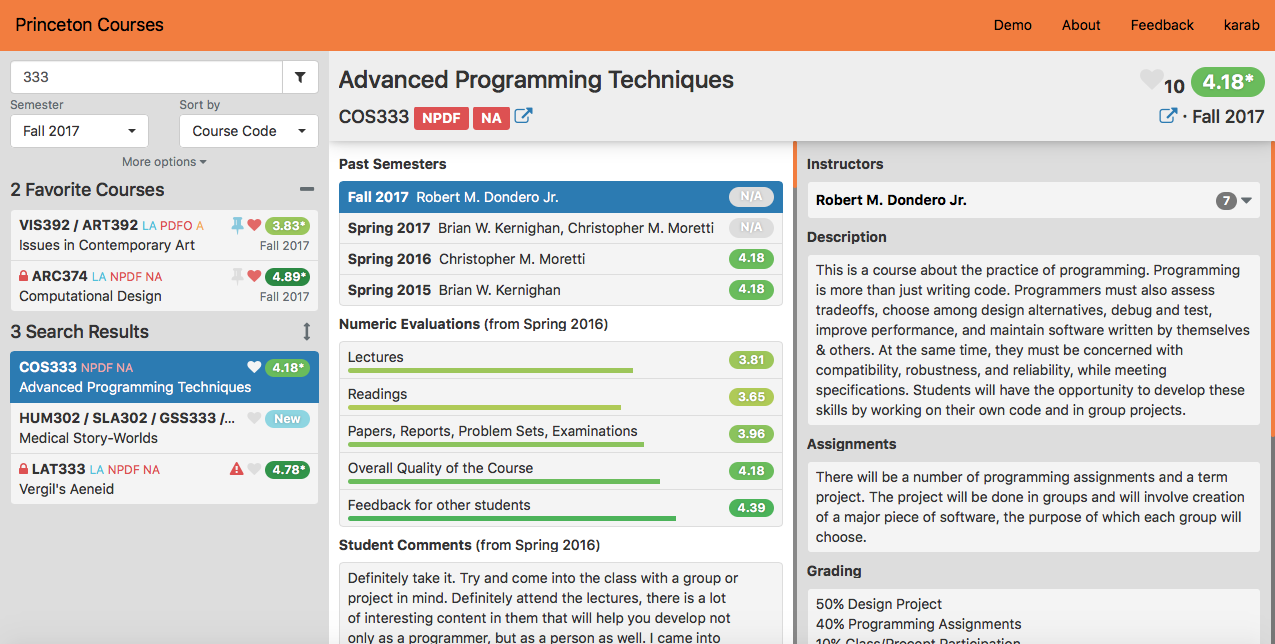 Princeton Courses
Demo
About
Feedback
karab
333
Semester
Sort by
Fall 2017
Course Code
More options
2 Favorite Courses
VIS392 / ART392 LA PDFO A 3.83*
Issues in Contemporary Art Fall 2017
ARC374 LA NPDF NA 4.89*
Computational Design Fall 2017
3 Search Results
COS333 NPDF NA 4.18*
Advanced Programming Techniques
HUM302 / SLA302 / GSS333 /... New
Medical Story-Worlds
LAT333 LA NPDF NA 4.78*
Vergil's Aeneid
Advanced Programming Techniques
10 4.18*
COS333 NPDF NA
· Fall 2017
Past Semesters
Fall 2017 Robert M. Dondero Jr. N/A
Spring 2017 Brian W. Kernighan, Christopher M. Moretti N/A
Spring 2016 Christopher M. Moretti 4.18
Spring 2015 Brian W. Kernighan 4.18
Numeric Evaluations (from Spring 2016)
Lectures 3.81
Readings 3.65
Papers, Reports, Problem Sets, Examinations 3.96
Overall Quality of the Course 4.18
Feedback for other students 4.39
Student Comments (from Spring 2016)
Definitely take it. Try and come into the class with a group or
project in mind. Definitely attend the lectures, there is a lot
of interesting content in them that will help you develop not
only as a programmer, but as a person as well. I came into
Instructors
Robert M. Dondero Jr. 7
Description
This is a course about the practice of programming. Programming
is more than just writing code. Programmers must also assess
tradeoffs, choose among design alternatives, debug and test,
improve performance, and maintain software written by themselves
& others. At the same time, they must be concerned with
compatibility, robustness, and reliability, while meeting
specifications. Students will have the opportunity to develop these
skills by working on their own code and in group projects.
Assignments
There will be a number of programming assignments and a term
project. The project will be done in groups and will involve creation
of a major piece of software, the purpose of which each group will
choose.
Grading
50% Design Project
40% Programming Assignments
10% Class/Precept Participation